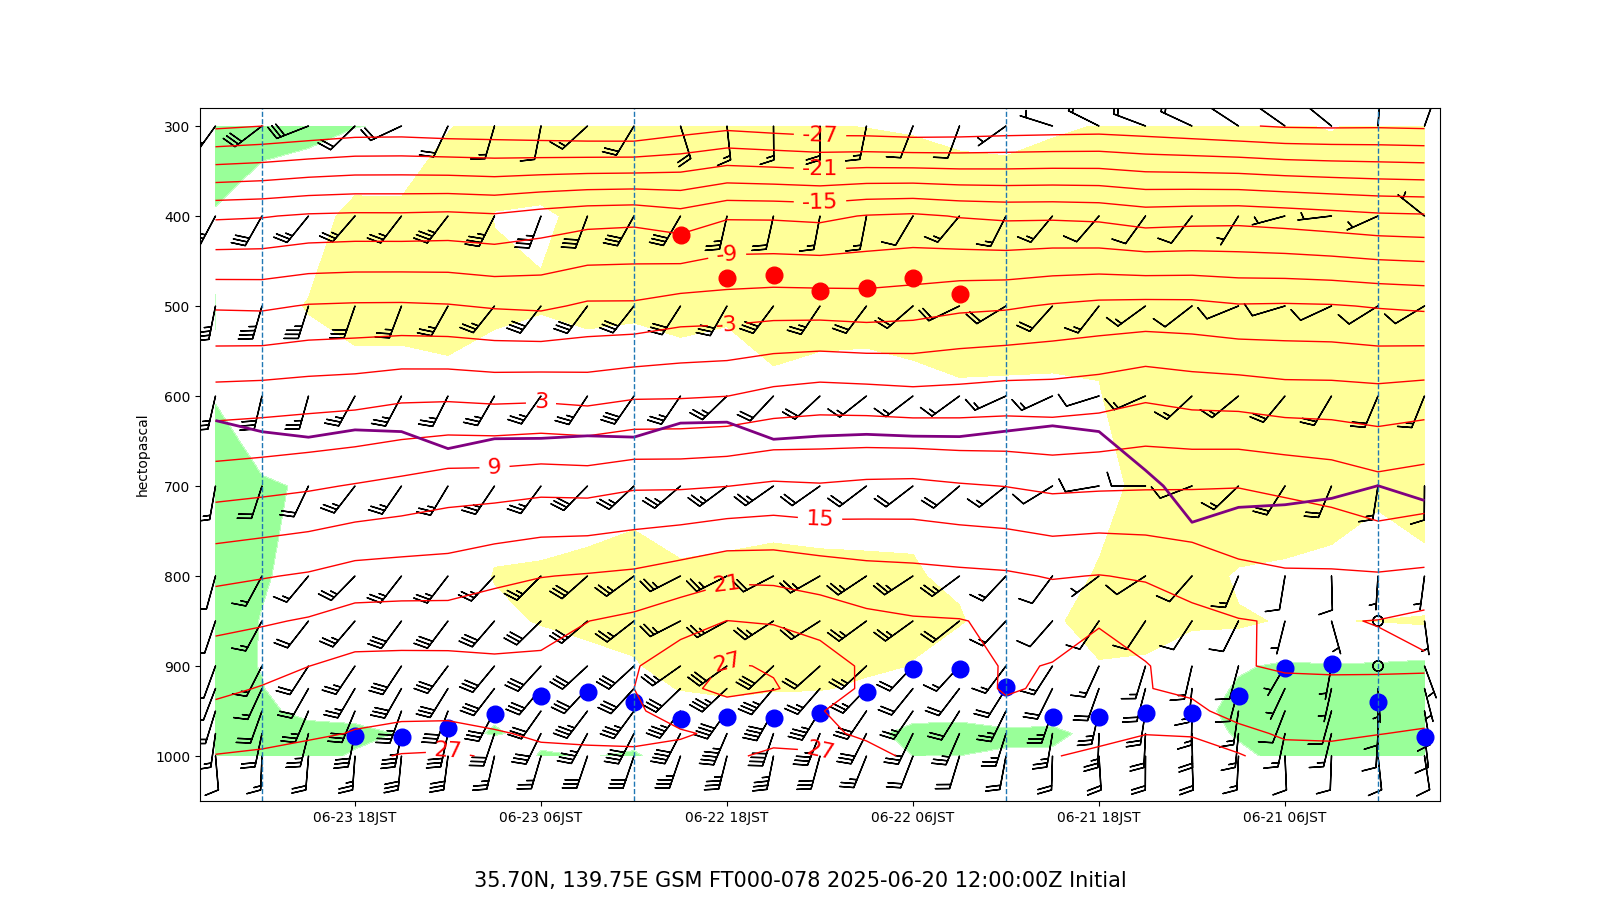 300
400
500
600
700
800
900
1000
hectopascal
-27
-21
-15
-9
-3
3
9
15
21
27
27
27
06-23 18JST
06-23 06JST
06-22 18JST
06-22 06JST
06-21 18JST
06-21 06JST
35.70N, 139.75E GSM FT000-078 2025-06-20 12:00:00Z Initial